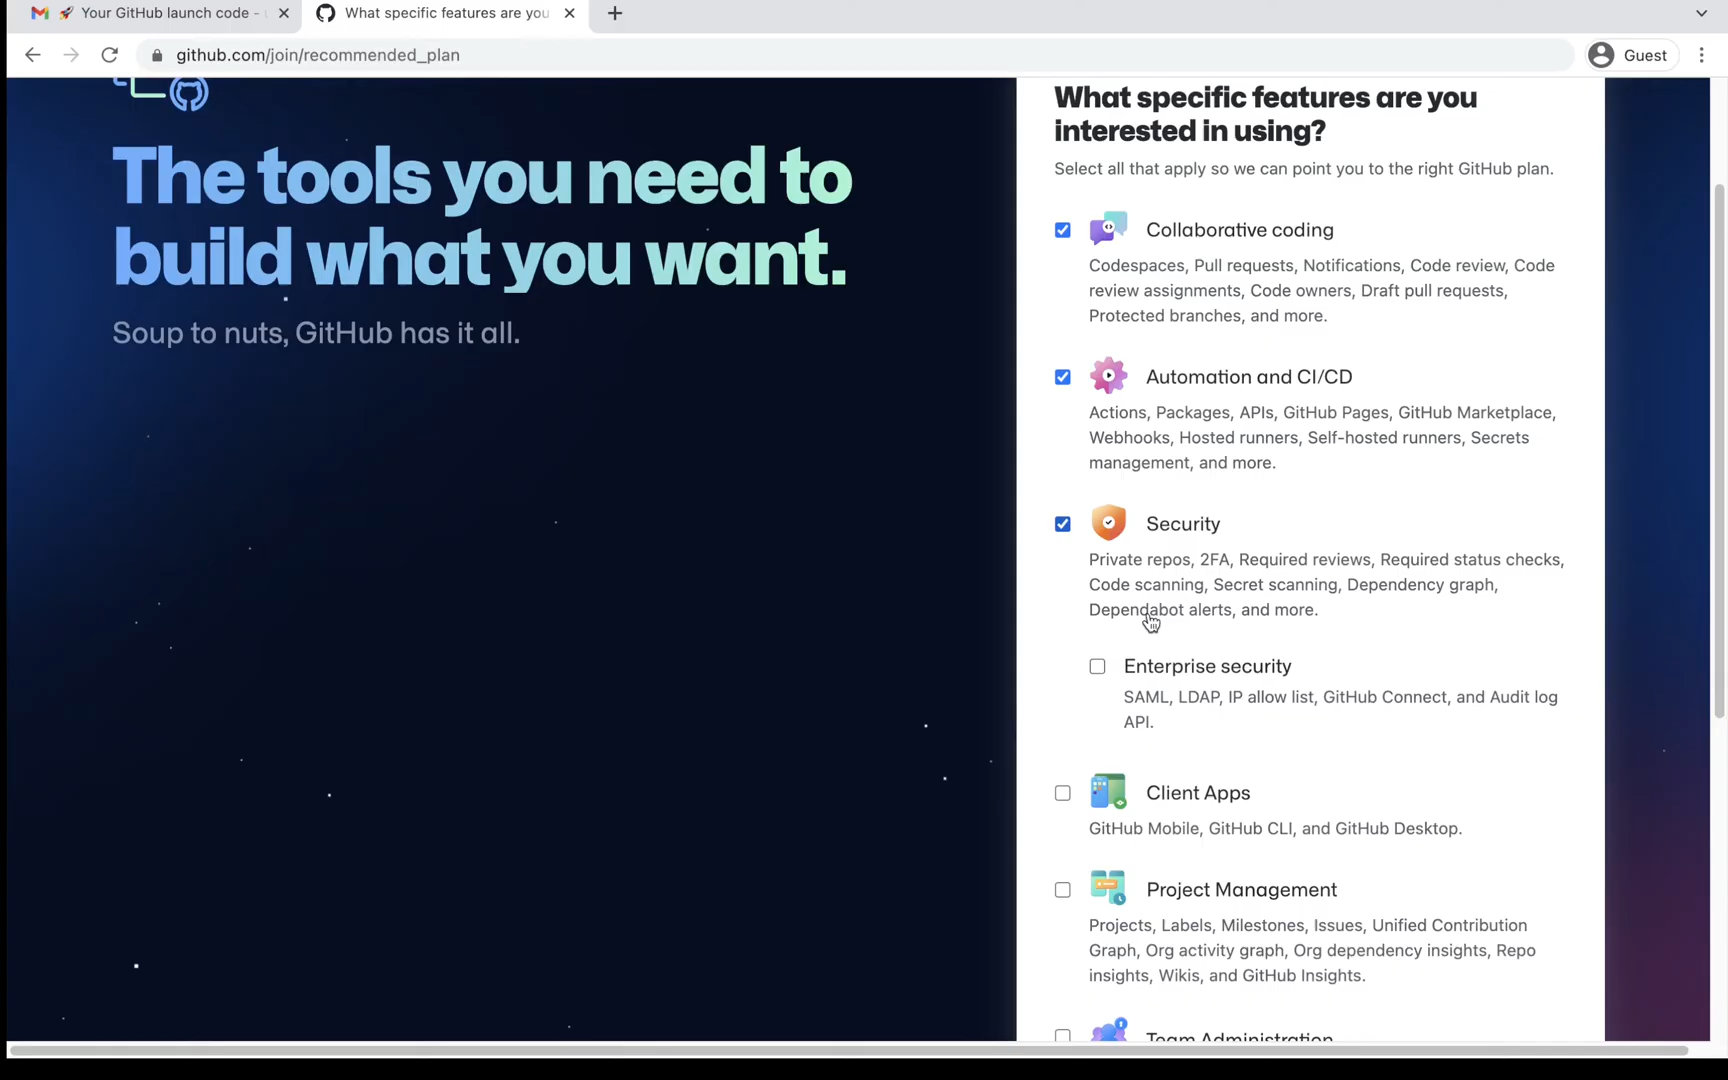 🚀 Your GitHub launch code -
What specific features are you
github.com/join/recommended_plan
Guest
The tools you need to
build what you want.
Soup to nuts, GitHub has it all.
What specific features are you
interested in using?
Select all that apply so we can point you to the right GitHub plan.
Collaborative coding
Codespaces, Pull requests, Notifications, Code review, Code
review assignments, Code owners, Draft pull requests,
Protected branches, and more.
Automation and CI/CD
Actions, Packages, APIs, GitHub Pages, GitHub Marketplace,
Webhooks, Hosted runners, Self-hosted runners, Secrets
management, and more.
Security
Private repos, 2FA, Required reviews, Required status checks,
Code scanning, Secret scanning, Dependency graph,
Dependabot alerts, and more.
Enterprise security
SAML, LDAP, IP allow list, GitHub Connect, and Audit log
API.
Client Apps
GitHub Mobile, GitHub CLI, and GitHub Desktop.
Project Management
Projects, Labels, Milestones, Issues, Unified Contribution
Graph, Org activity graph, Org dependency insights, Repo
insights, Wikis, and GitHub Insights.
Team Administration